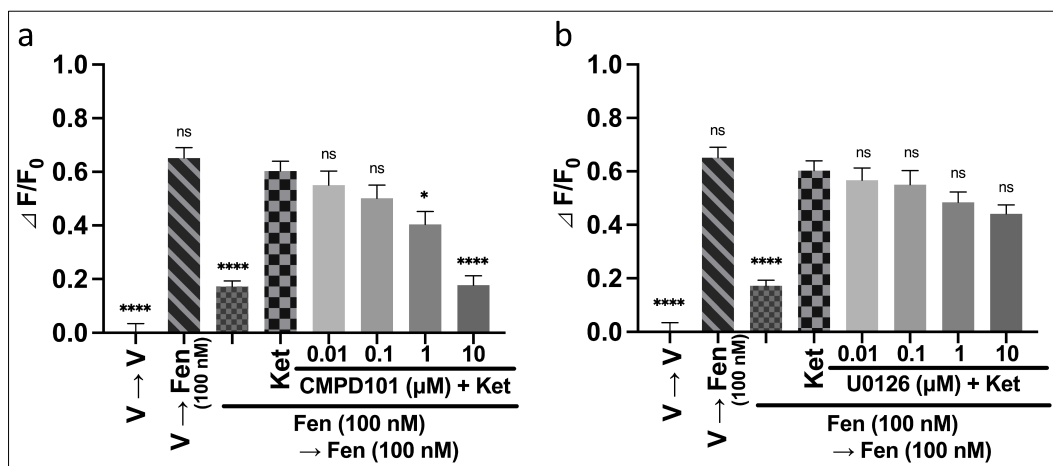 a
⊿ F/F0
1.0
0.8
0.6
0.4
0.2
0.0
****
ns
****
ns
ns
*
****
V → V
V → Fen
(100 nM)
Ket
0.01 0.1 1 10
CMPD101 (μM) + Ket
Fen (100 nM)
→ Fen (100 nM)
b
⊿ F/F0
1.0
0.8
0.6
0.4
0.2
0.0
****
ns
****
ns
ns
ns
ns
V → V
V → Fen
(100 nM)
Ket
0.01 0.1 1 10
U0126 (μM) + Ket
Fen (100 nM)
→ Fen (100 nM)